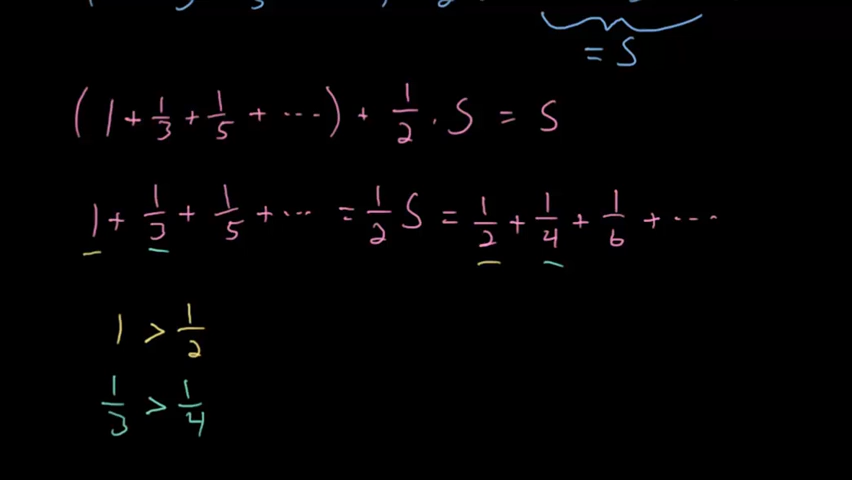 = S
(1 + 1/3 + 1/5 + ····) + 1/2 · S = S
1 + 1/3 + 1/5 + ··· = 1/2 S = 1/2 + 1/4 + 1/6 + ····
1 > 1/2
1/3 > 1/4